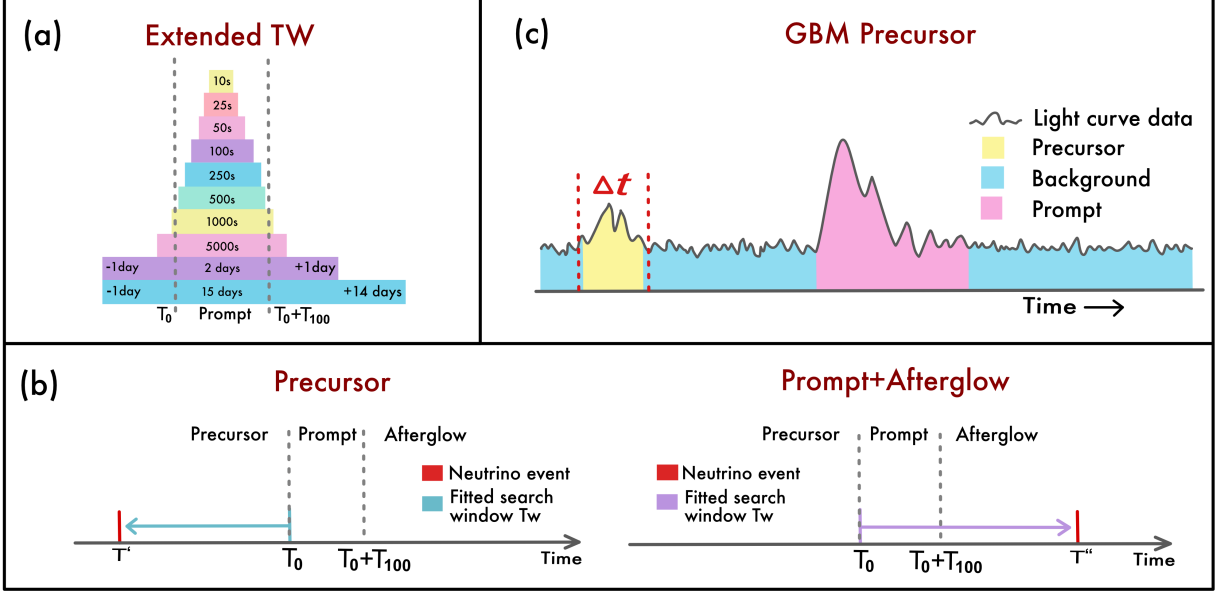 (a)
Extended TW
10s
25s
50s
100s
250s
500s
1000s
5000s
-1day 2 days +1day
-1day 15 days +14 days
T₀ Prompt T₀+T₁₀₀
(c)
GBM Precursor
Light curve data
Precursor
Background
Prompt
Δt
Time
(b)
Precursor
Precursor Prompt Afterglow
Neutrino event
Fitted search
window Tw
T‘ T₀ T₀+T₁₀₀ Time
Prompt+Afterglow
Precursor Prompt Afterglow
Neutrino event
Fitted search
window Tw
T₀ T₀+T₁₀₀ T“ Time